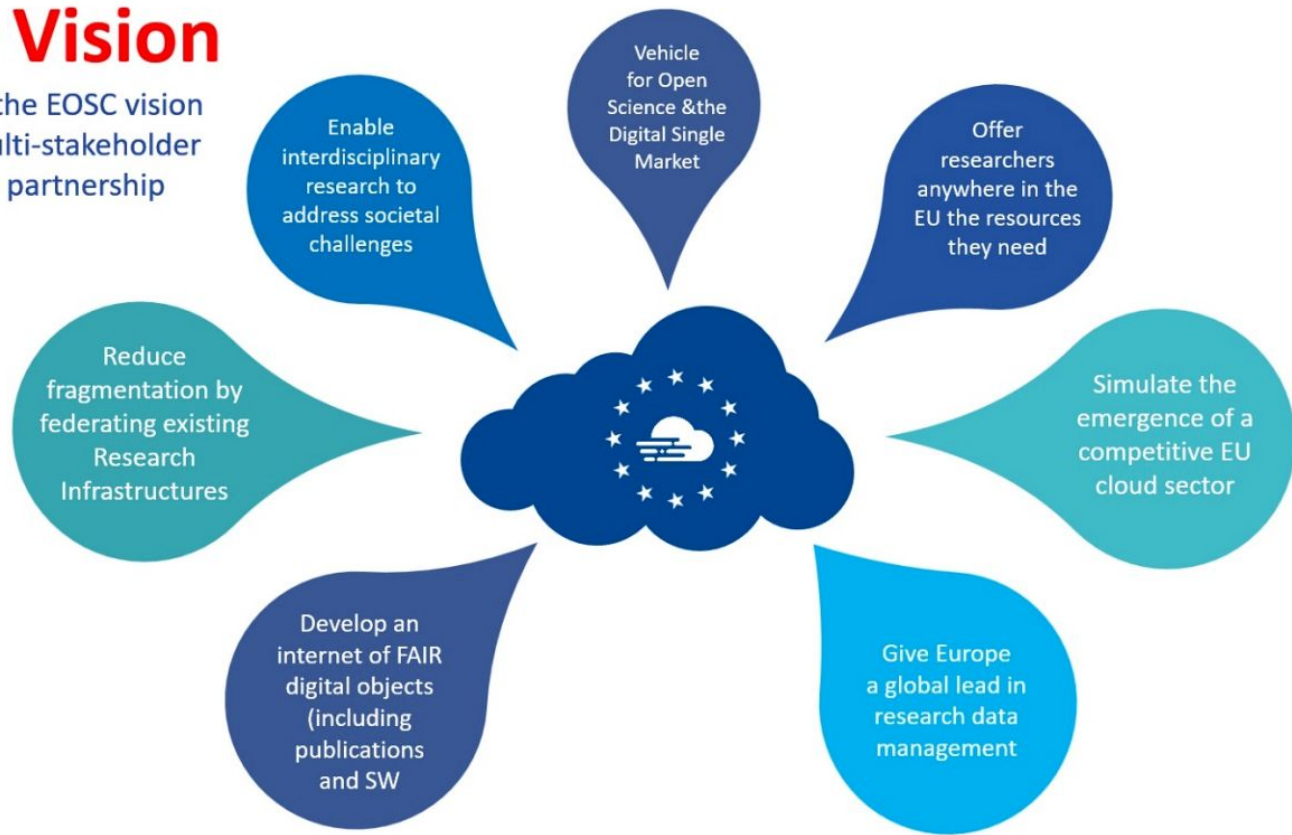 Vision
the EOSC vision
ulti-stakeholder
partnership
Vehicle
for Open
Science &the
Digital Single
Market
Enable
interdisciplinary
research to
address societal
challenges
Offer
researchers
anywhere in the
EU the resources
they need
Reduce
fragmentation by
federating existing
Research
Infrastructures
Simulate the
emergence of a
competitive EU
cloud sector
Develop an
internet of FAIR
digital objects
(including
publications
and SW
Give Europe
a global lead in
research data
management